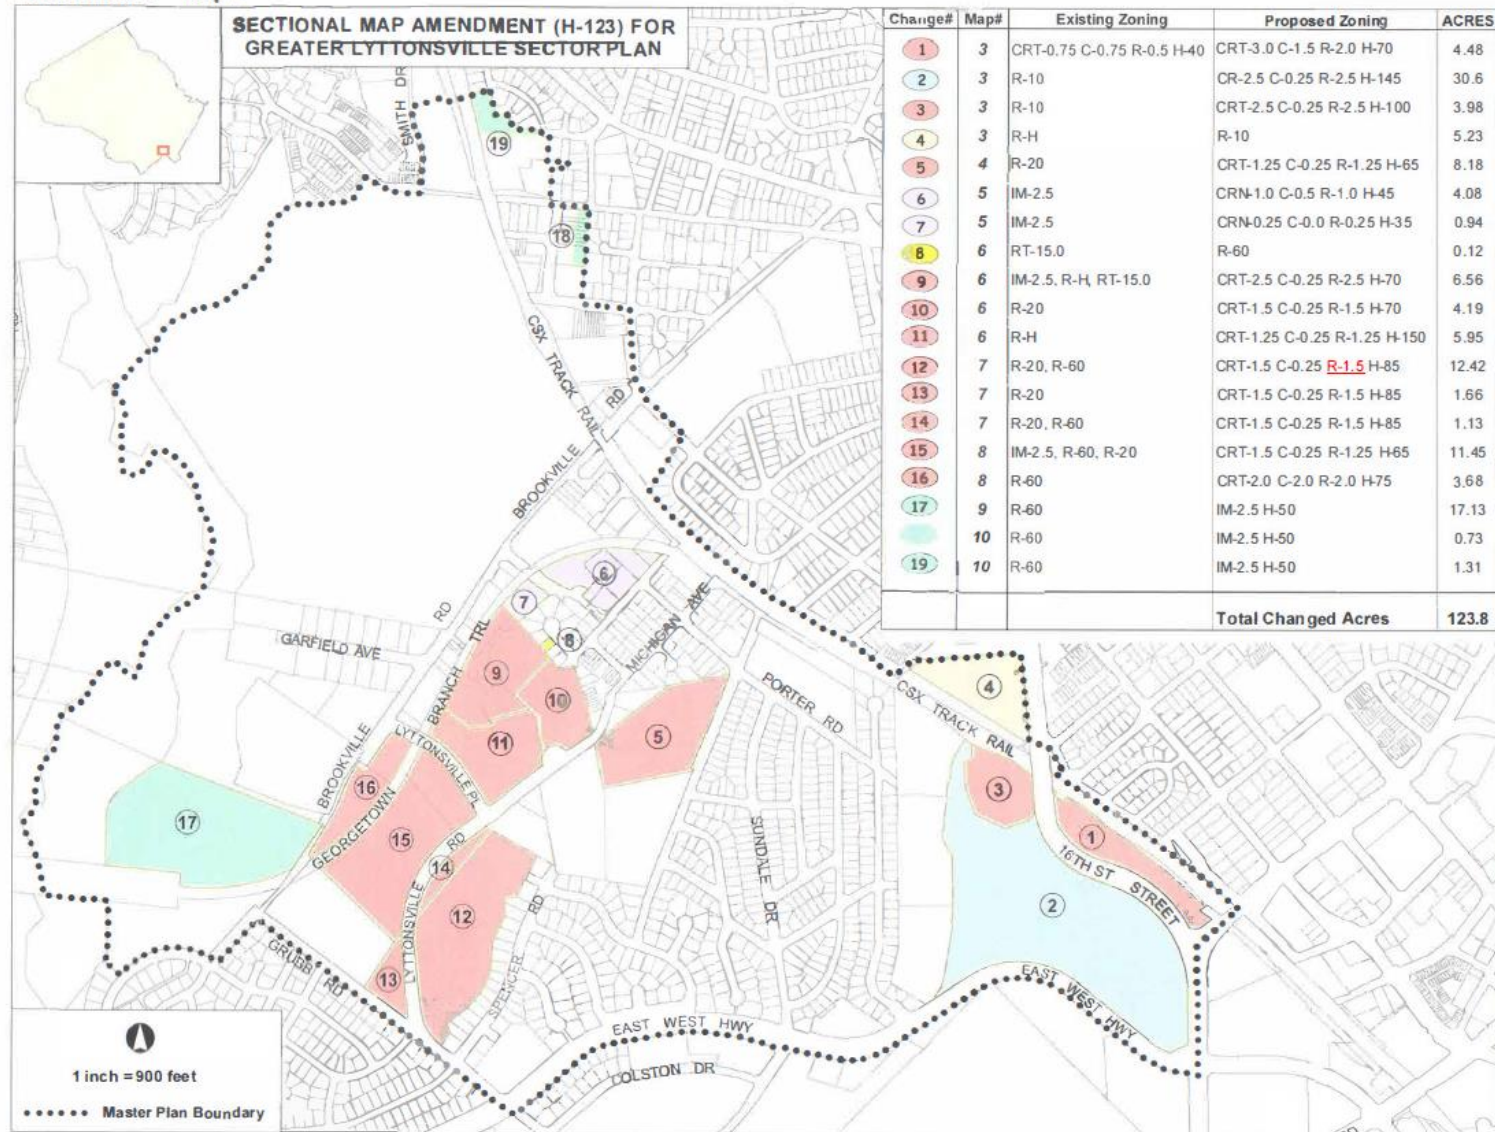 SECTIONAL MAP AMENDMENT (H-123) FOR
GREATER LYTTONSVILLE SECTOR PLAN
Change# Map# Existing Zoning Proposed Zoning ACRES
1 3 CRT-0.75 C-0.75 R-0.5 H-40 CRT-3.0 C-1.5 R-2.0 H-70 4.48
2 3 R-10 CR-2.5 C-0.25 R-2.5 H-145 30.6
3 3 R-10 CRT-2.5 C-0.25 R-2.5 H-100 3.98
4 3 R-H R-10 5.23
5 4 R-20 CRT-1.25 C-0.25 R-1.25 H-65 8.18
6 5 IM-2.5 CRN-1.0 C-0.5 R-1.0 H-45 4.08
7 5 IM-2.5 CRN-0.25 C-0.0 R-0.25 H-35 0.94
8 6 RT-15.0 R-60 0.12
9 6 IM-2.5, R-H, RT-15.0 CRT-2.5 C-0.25 R-2.5 H-70 6.56
10 6 R-20 CRT-1.5 C-0.25 R-1.5 H-70 4.19
11 6 R-H CRT-1.25 C-0.25 R-1.25 H-150 5.95
12 7 R-20, R-60 CRT-1.5 C-0.25 R-1.5 H-85 12.42
13 7 R-20 CRT-1.5 C-0.25 R-1.5 H-85 1.66
14 7 R-20, R-60 CRT-1.5 C-0.25 R-1.5 H-85 1.13
15 8 IM-2.5, R-60, R-20 CRT-1.5 C-0.25 R-1.25 H-65 11.45
16 8 R-60 CRT-2.0 C-2.0 R-2.0 H-75 3.68
17 9 R-60 IM-2.5 H-50 17.13
10 R-60 IM-2.5 H-50 0.73
19 10 R-60 IM-2.5 H-50 1.31
Total Changed Acres 123.8
SMITH DR
19
18
CSX TRACK RAIL
BROOKVILLE RD
6
7
8
MICHIGAN AVE
GARFIELD AVE
BROOKVILLE RD
GEORGETOWN BRANCH TRL
9
10
11
5
PORTER RD
CSX TRACK RAIL
4
LYTTONSVILLE PL
16
17
15
14
LYTTONSVILLE RD
12
13
3
1
16TH ST STREET
2
SUNDALE DR
SPENCER RD
GRUBB RD
EAST WEST HWY
EAST WEST HWY
COLSTON DR
1 inch = 900 feet
Master Plan Boundary